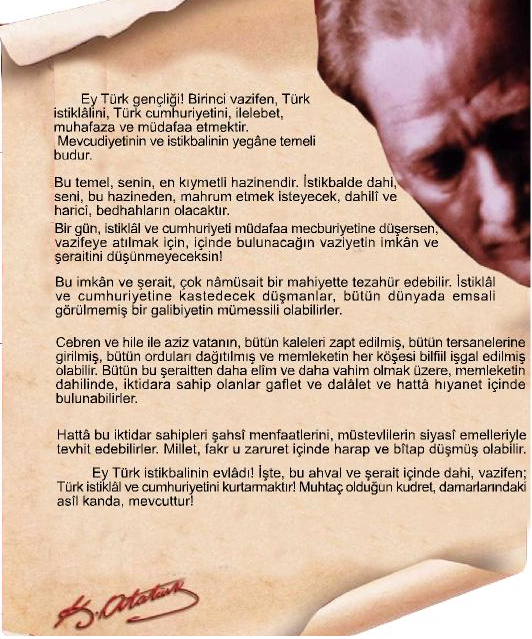 Ey Türk gençliği! Birinci vazifen, Türk
istiklâlini, Türk cumhuriyetini, ilelebet,
muhafaza ve müdafaa etmektir.
Mevcudiyetinin ve istikbalinin yegâne temeli
budur.
Bu temel, senin, en kıymetli hazinendir. İstikbalde dahi,
seni, bu hazineden, mahrum etmek isteyecek, dahilî ve
haricî, bedhahların olacaktır.
Bir gün, istiklâl ve cumhuriyeti müdafaa mecburiyetine düşersen,
vazifeye atılmak için, içinde bulunacağın vaziyetin imkân ve
şeraitini düşünmeyeceksin!
Bu imkân ve şerait, çok nâmüsait bir mahiyette tezahür edebilir. İstiklâl
ve cumhuriyetine kastedecek düşmanlar, bütün dünyada emsali
görülmemiş bir galibiyetin mümessili olabilirler.
Cebren ve hile ile aziz vatanın, bütün kaleleri zapt edilmiş, bütün tersanelerine
girilmiş, bütün orduları dağıtılmış ve memleketin her köşesi bilfiil işgal edilmiş
olabilir. Bütün bu şeraitten daha elîm ve daha vahim olmak üzere, memleketin
dahilinde, iktidara sahip olanlar gaflet ve dalâlet ve hattâ hıyanet içinde
bulunabilirler.
Hattâ bu iktidar sahipleri şahsî menfaatlerini, müstevlilerin siyasî emelleriyle
tevhit edebilirler. Millet, fakr u zaruret içinde harap ve bîtap düşmüş olabilir.
Ey Türk istikbalinin evlâdı! İşte, bu ahval ve şerait içinde dahi, vazifen;
Türk istiklâl ve cumhuriyetini kurtarmaktır! Muhtaç olduğun kudret, damarlarındaki
asîl kanda, mevcuttur!
K. Atatürk